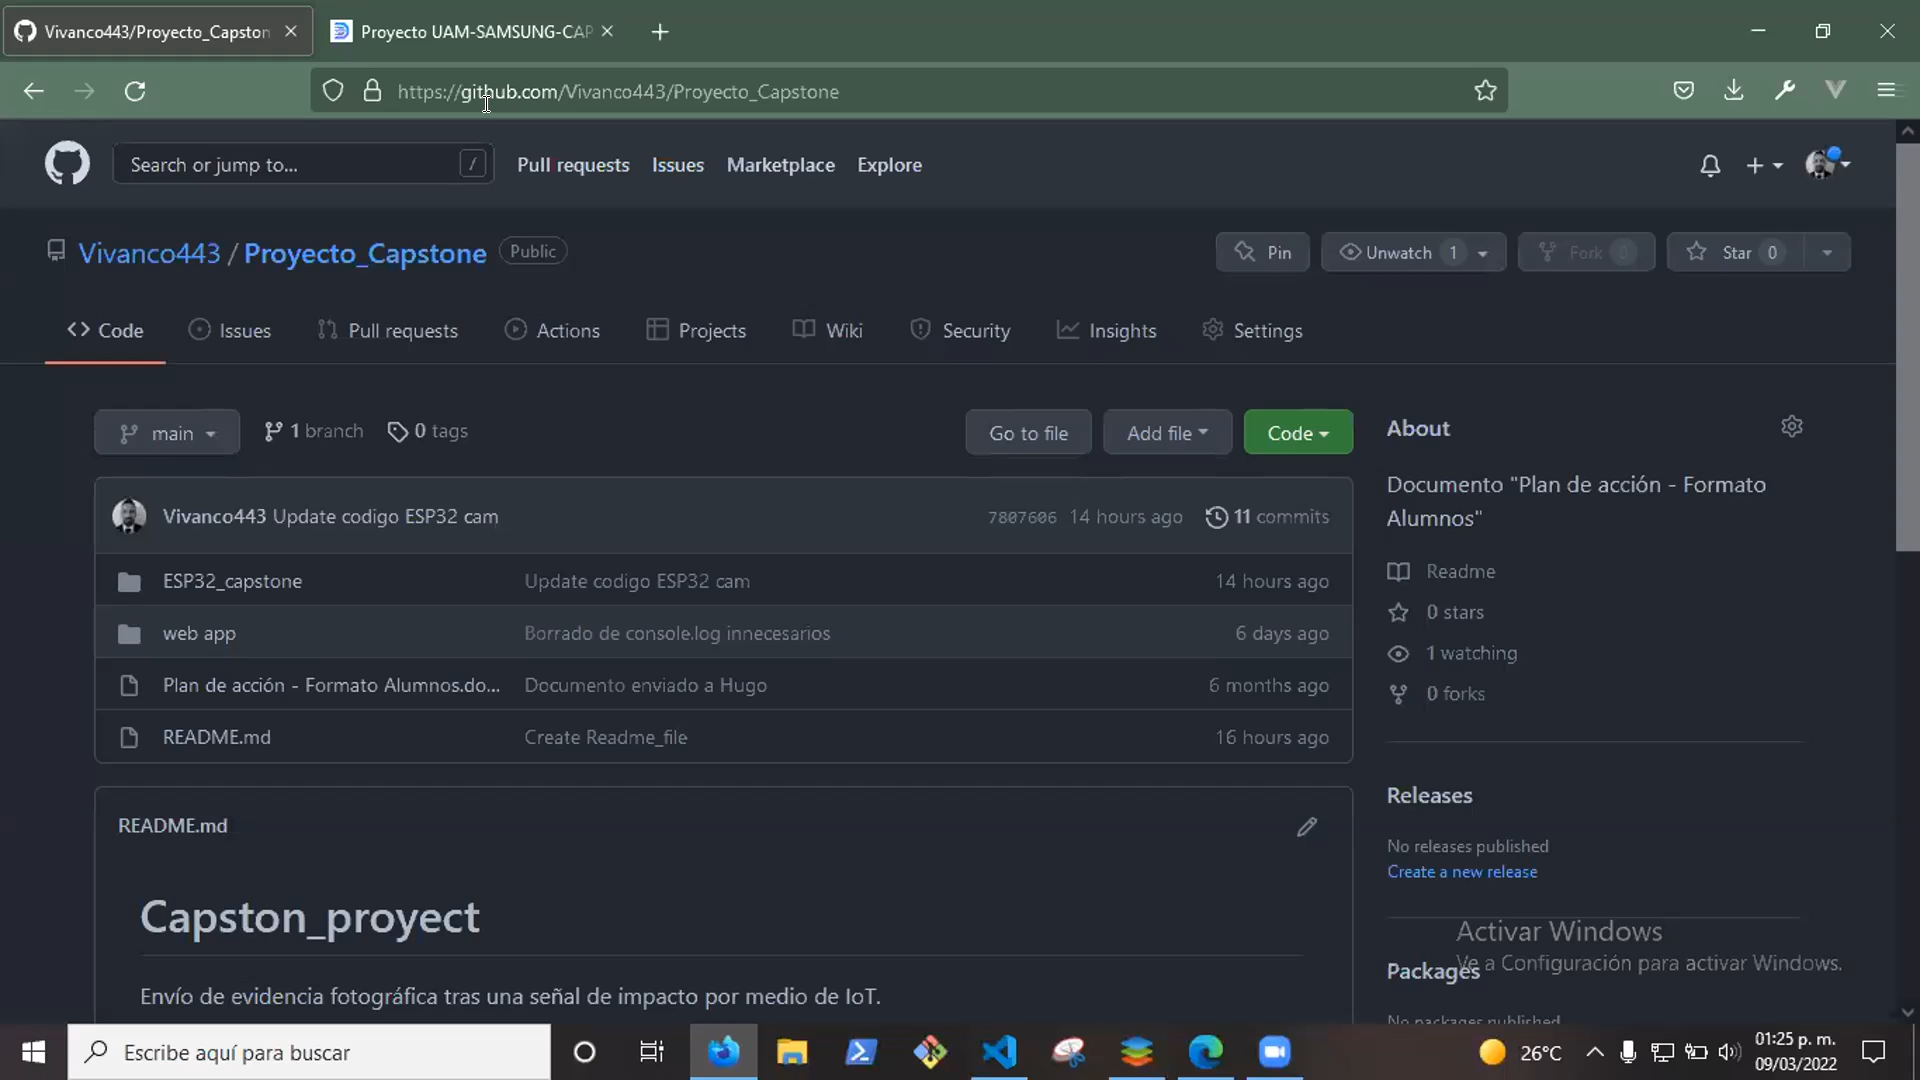 Vivanco443/Proyecto_Capston
Proyecto UAM-SAMSUNG-CAP
https://github.com/Vivanco443/Proyecto_Capstone
Search or jump to...
/
Pull requests
Issues
Marketplace
Explore
Vivanco443 / Proyecto_Capstone
Public
Pin
Unwatch 1
Fork 0
Star 0
Code
Issues
Pull requests
Actions
Projects
Wiki
Security
Insights
Settings
main
1 branch
0 tags
Go to file
Add file
Code
About
Documento "Plan de acción - Formato
Alumnos"
Vivanco443 Update codigo ESP32 cam
7807606 14 hours ago
11 commits
ESP32_capstone
Update codigo ESP32 cam
14 hours ago
web app
Borrado de console.log innecesarios
6 days ago
Plan de acción - Formato Alumnos.do...
Documento enviado a Hugo
6 months ago
README.md
Create Readme_file
16 hours ago
Readme
0 stars
1 watching
0 forks
README.md
Capston_proyect
Envío de evidencia fotográfica tras una señal de impacto por medio de IoT.
Releases
No releases published
Create a new release
Activar Windows
Ve a Configuración para activar Windows.
Packages
No packages published
Escribe aquí para buscar
26°C
01:25 p. m.
09/03/2022